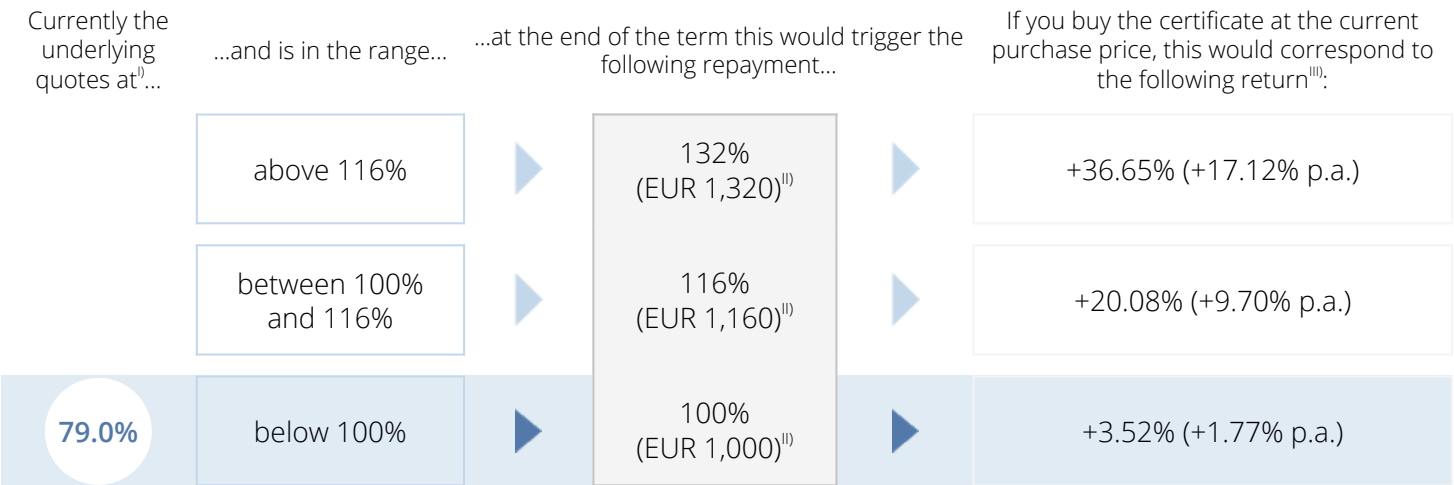 Currently the
underlying
quotes atI)...
...and is in the range...
...at the end of the term this would trigger the
following repayment...
If you buy the certificate at the current
purchase price, this would correspond to
the following returnIII):
above 116%
132%
(EUR 1,320)II)
+36.65% (+17.12% p.a.)
between 100%
and 116%
116%
(EUR 1,160)II)
+20.08% (+9.70% p.a.)
79.0%
below 100%
100%
(EUR 1,000)II)
+3.52% (+1.77% p.a.)